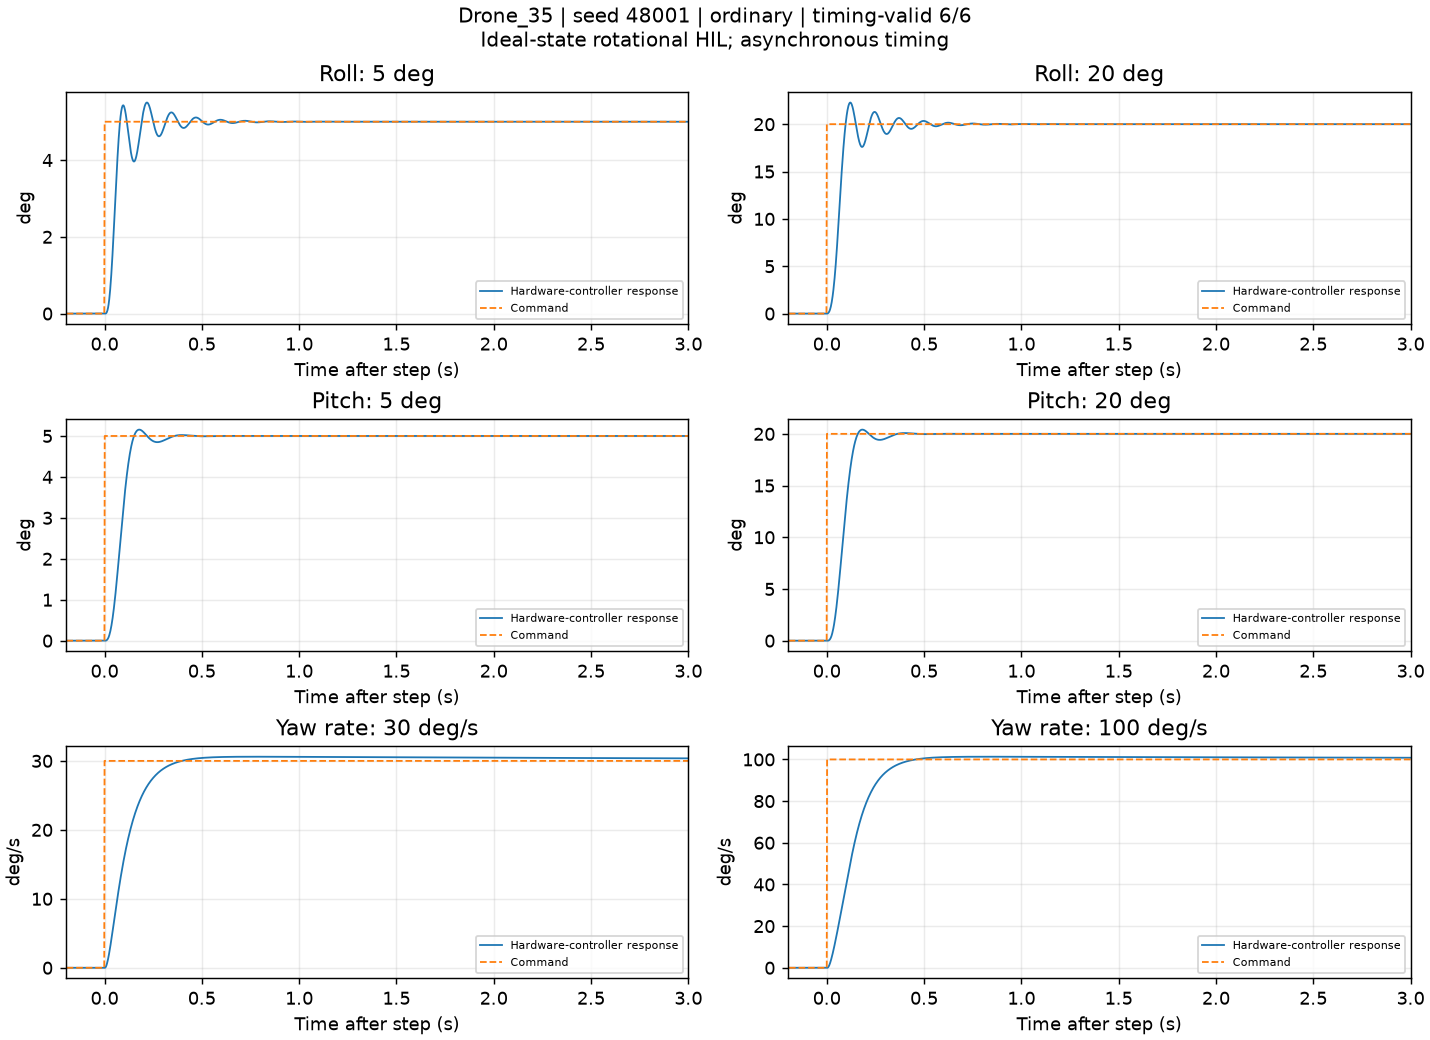 Drone_35 | seed 48001 | ordinary | timing-valid 6/6
Ideal-state rotational HIL; asynchronous timing
Roll: 5 deg
deg
4
2
0
Hardware-controller response
Command
0.0 0.5 1.0 1.5 2.0 2.5 3.0
Time after step (s)
Roll: 20 deg
deg
20
15
10
5
0
Hardware-controller response
Command
0.0 0.5 1.0 1.5 2.0 2.5 3.0
Time after step (s)
Pitch: 5 deg
deg
5
4
3
2
1
0
Hardware-controller response
Command
0.0 0.5 1.0 1.5 2.0 2.5 3.0
Time after step (s)
Pitch: 20 deg
deg
20
15
10
5
0
Hardware-controller response
Command
0.0 0.5 1.0 1.5 2.0 2.5 3.0
Time after step (s)
Yaw rate: 30 deg/s
deg/s
30
20
10
0
Hardware-controller response
Command
0.0 0.5 1.0 1.5 2.0 2.5 3.0
Time after step (s)
Yaw rate: 100 deg/s
deg/s
100
80
60
40
20
0
Hardware-controller response
Command
0.0 0.5 1.0 1.5 2.0 2.5 3.0
Time after step (s)